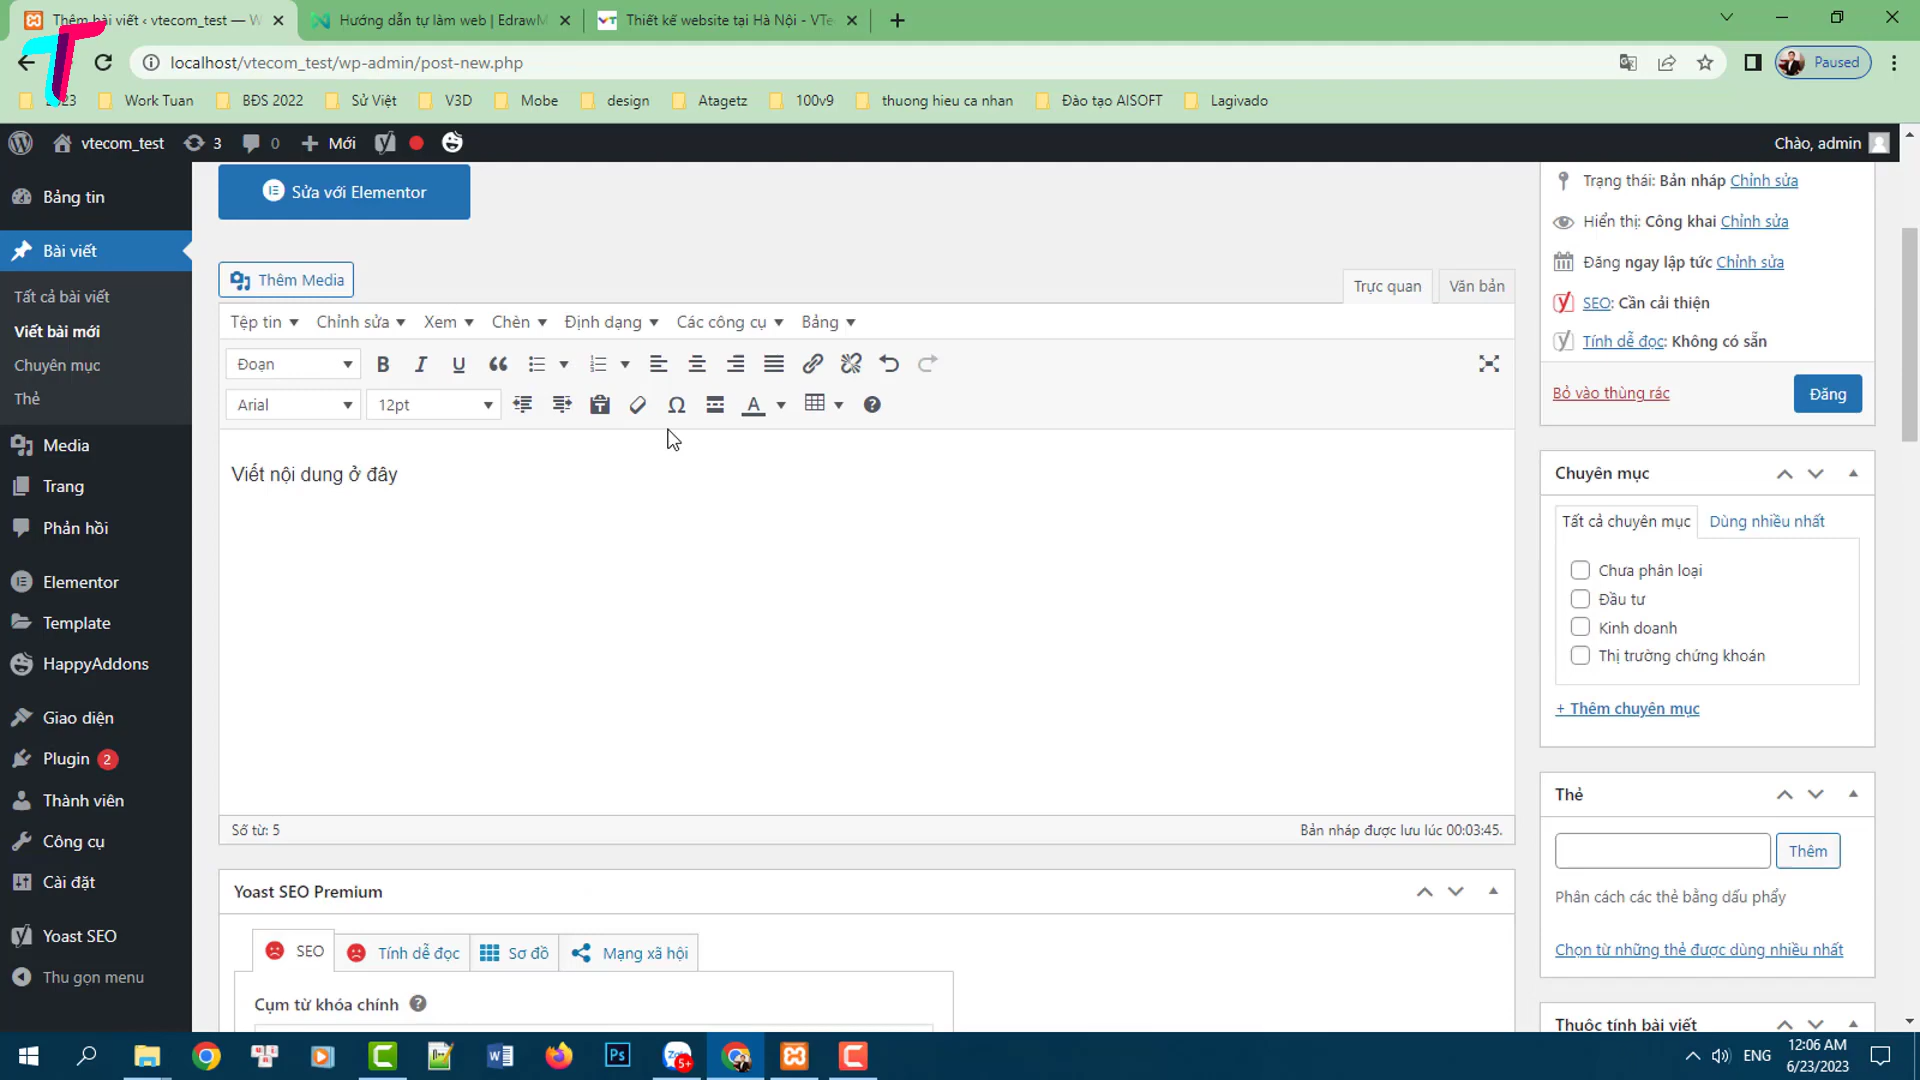 Thêm bài viết ‹ vtecom_test — W
Hướng dẫn tự làm web | EdrawM
Thiết kế website tại Hà Nội - VTe
localhost/vtecom_test/wp-admin/post-new.php
Paused
2023
Work Tuan
BĐS 2022
Sử Việt
V3D
Mobe
design
Atagetz
100v9
thuong hieu ca nhan
Đào tạo AISOFT
Lagivado
vtecom_test
3
0
Mới
Chào, admin
Bảng tin
Bài viết
Tất cả bài viết
Viết bài mới
Chuyên mục
Thẻ
Media
Trang
Phản hồi
Elementor
Template
HappyAddons
Giao diện
Plugin 2
Thành viên
Công cụ
Cài đặt
Yoast SEO
Thu gọn menu
Sửa với Elementor
Thêm Media
Trực quan
Văn bản
Tệp tin
Chỉnh sửa
Xem
Chèn
Định dạng
Các công cụ
Bảng
Đoạn
Arial
12pt
Viết nội dung ở đây
Số từ: 5
Bản nháp được lưu lúc 00:03:45.
Yoast SEO Premium
SEO
Tính dễ đọc
Sơ đồ
Mạng xã hội
Cụm từ khóa chính
Trạng thái: Bản nháp Chỉnh sửa
Hiển thị: Công khai Chỉnh sửa
Đăng ngay lập tức Chỉnh sửa
SEO: Cần cải thiện
Tính dễ đọc: Không có sẵn
Bỏ vào thùng rác
Đăng
Chuyên mục
Tất cả chuyên mục
Dùng nhiều nhất
Chưa phân loại
Đầu tư
Kinh doanh
Thị trường chứng khoán
+ Thêm chuyên mục
Thẻ
Thêm
Phân cách các thẻ bằng dấu phẩy
Chọn từ những thẻ được dùng nhiều nhất
Thuộc tính bài viết
Ps
5+
ENG
12:06 AM
6/23/2023